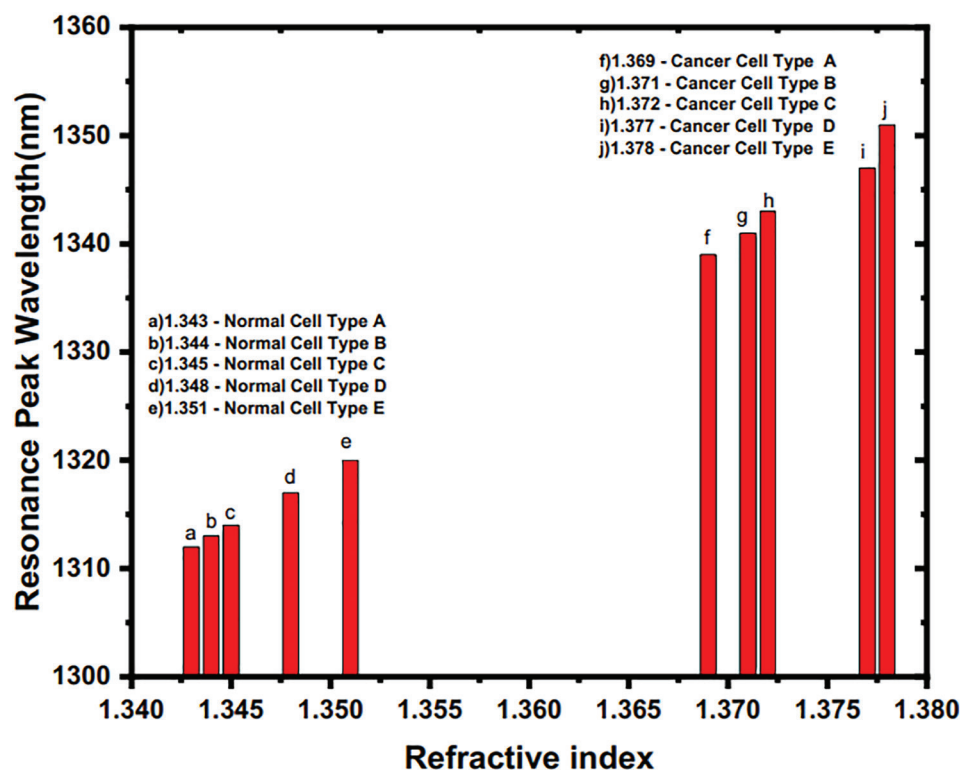 1360
1350
1340
1330
1320
1310
1300
Resonance Peak Wavelength(nm)
f)1.369 - Cancer Cell Type A
g)1.371 - Cancer Cell Type B
h)1.372 - Cancer Cell Type C
i)1.377 - Cancer Cell Type D
j)1.378 - Cancer Cell Type E
a)1.343 - Normal Cell Type A
b)1.344 - Normal Cell Type B
c)1.345 - Normal Cell Type C
d)1.348 - Normal Cell Type D
e)1.351 - Normal Cell Type E
a b c d e f g h i j
1.340 1.345 1.350 1.355 1.360 1.365 1.370 1.375 1.380
Refractive index